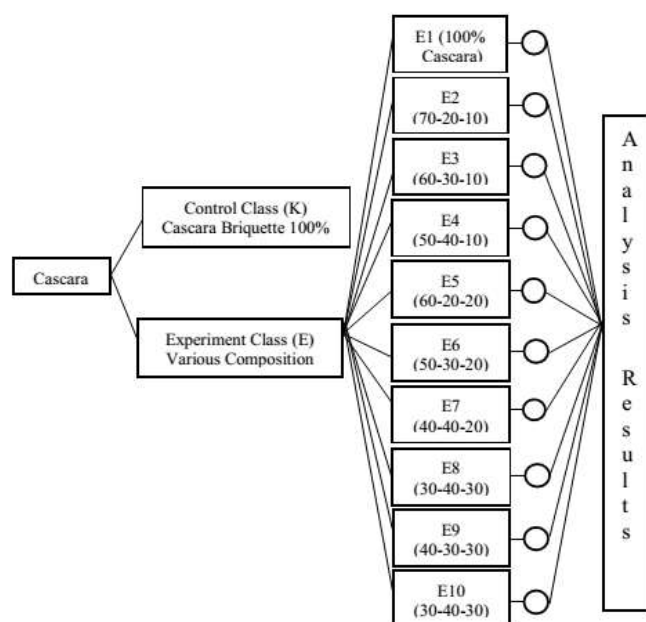 Cascara
Control Class (K)
Cascara Briquette 100%
Experiment Class (E)
Various Composition
E1 (100%
Cascara)
E2
(70-20-10)
E3
(60-30-10)
E4
(50-40-10)
E5
(60-20-20)
E6
(50-30-20)
E7
(40-40-20)
E8
(30-40-30)
E9
(40-30-30)
E10
(30-40-30)
Analysis Results